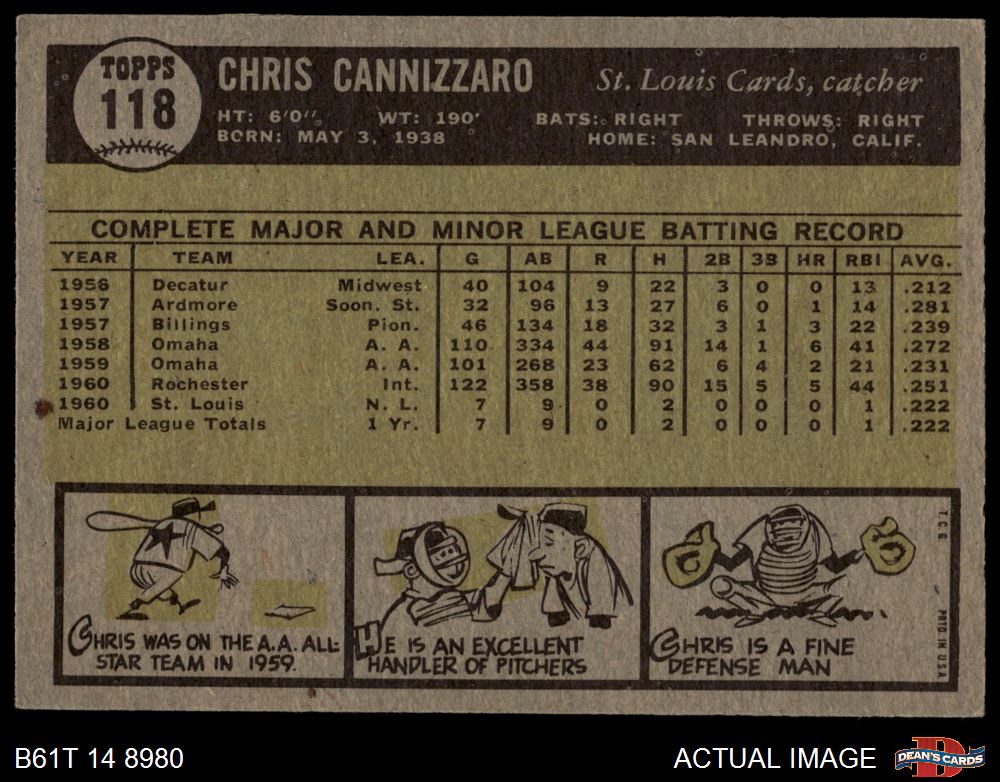 TOPPS
118
CHRIS CANNIZZARO St. Louis Cards, catcher
HT: 6'0" WT: 190' BATS: RIGHT THROWS: RIGHT
BORN: MAY 3, 1938 HOME: SAN LEANDRO, CALIF.
COMPLETE MAJOR AND MINOR LEAGUE BATTING RECORD
YEAR TEAM LEA. G AB R H 2B 3B HR RBI AVG.
1956 Decatur Midwest 40 104 9 22 3 0 0 13 .212
1957 Ardmore Soon. St. 32 96 13 27 6 0 1 14 .281
1957 Billings Pion. 46 134 18 32 3 1 3 22 .239
1958 Omaha A. A. 110 334 44 91 14 1 6 41 .272
1959 Omaha A. A. 101 268 23 62 6 4 2 21 .231
1960 Rochester Int. 122 358 38 90 15 5 5 44 .251
1960 St. Louis N. L. 7 9 0 2 0 0 0 1 .222
Major League Totals 1 Yr. 7 9 0 2 0 0 0 1 .222
CHRIS WAS ON THE A.A. ALL-
STAR TEAM IN 1959.
HE IS AN EXCELLENT
HANDLER OF PITCHERS
CHRIS IS A FINE
DEFENSE MAN
T.C.G. PRTD. IN U.S.A.
B61T 14 8980 ACTUAL IMAGE
D
DEAN'S CARDS